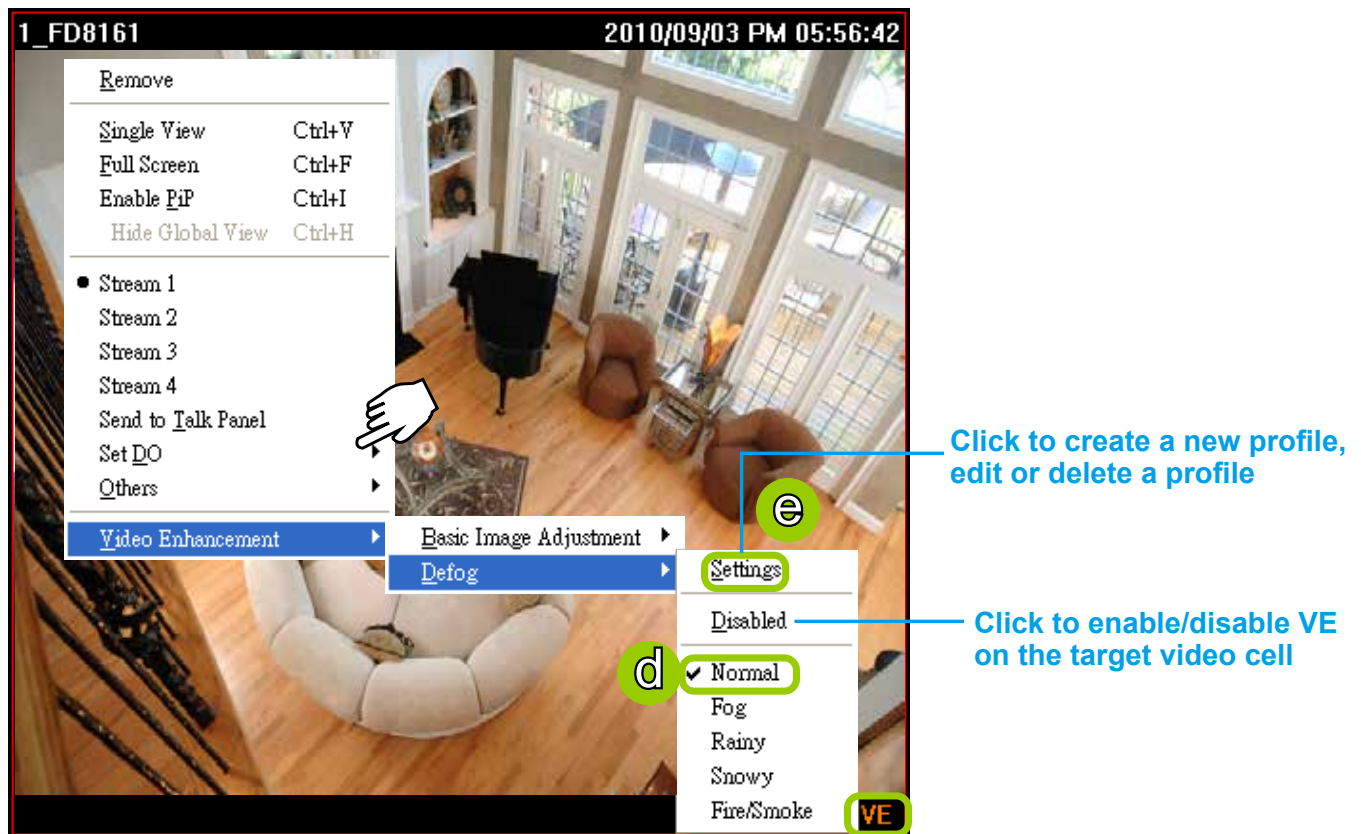 1_FD8161 2010/09/03 PM 05:56:42
Remove
Single View Ctrl+V
Full Screen Ctrl+F
Enable PiP Ctrl+I
Hide Global View Ctrl+H
Stream 1
Stream 2
Stream 3
Stream 4
Send to Talk Panel
Set DO
Others
Video Enhancement
Basic Image Adjustment
Defog
e
Settings
Disabled
d
Normal
Fog
Rainy
Snowy
Fire/Smoke
VE
Click to create a new profile,
edit or delete a profile
Click to enable/disable VE
on the target video cell